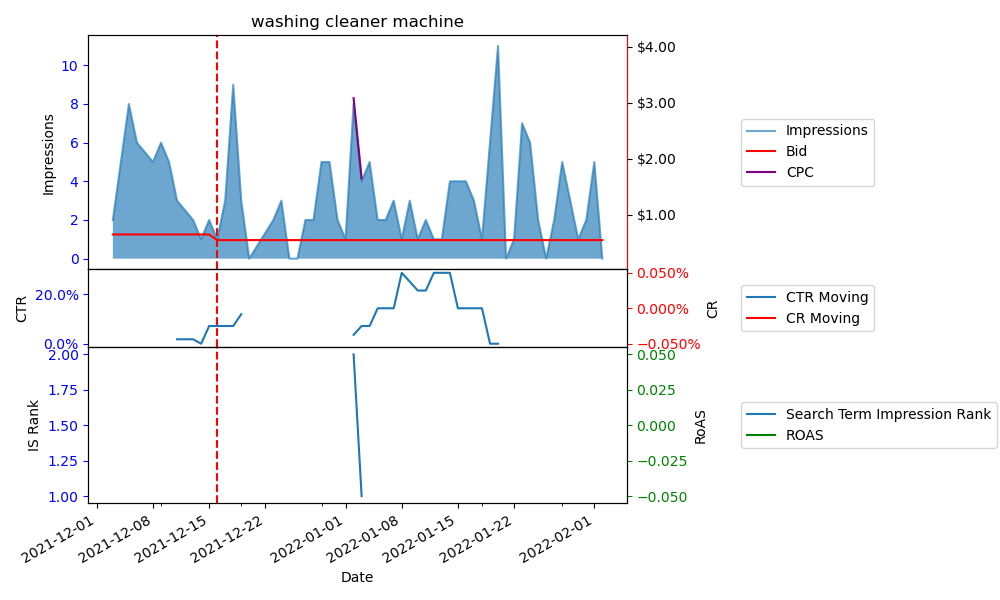 washing cleaner machine
Impressions
10
8
6
4
2
0
$4.00
$3.00
$2.00
$1.00
Impressions
Bid
CPC
CTR
20.0%
0.0%
0.050%
0.000%
−0.050%
CR
CTR Moving
CR Moving
IS Rank
2.00
1.75
1.50
1.25
1.00
0.050
0.025
0.000
−0.025
−0.050
RoAS
Search Term Impression Rank
ROAS
2021-12-01
2021-12-08
2021-12-15
2021-12-22
2022-01-01
2022-01-08
2022-01-15
2022-01-22
2022-02-01
Date